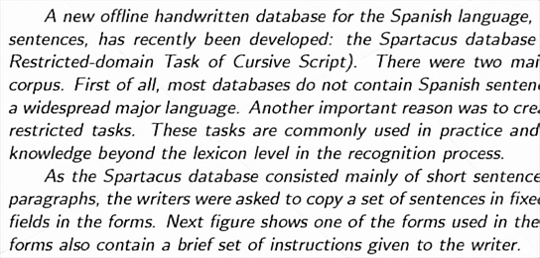 A new offline handwritten database for the Spanish language,
sentences, has recently been developed: the Spartacus database
Restricted-domain Task of Cursive Script). There were two mai
corpus. First of all, most databases do not contain Spanish senten
a widespread major language. Another important reason was to crea
restricted tasks. These tasks are commonly used in practice and
knowledge beyond the lexicon level in the recognition process.
As the Spartacus database consisted mainly of short sentence
paragraphs, the writers were asked to copy a set of sentences in fixe
fields in the forms. Next figure shows one of the forms used in the
forms also contain a brief set of instructions given to the writer.